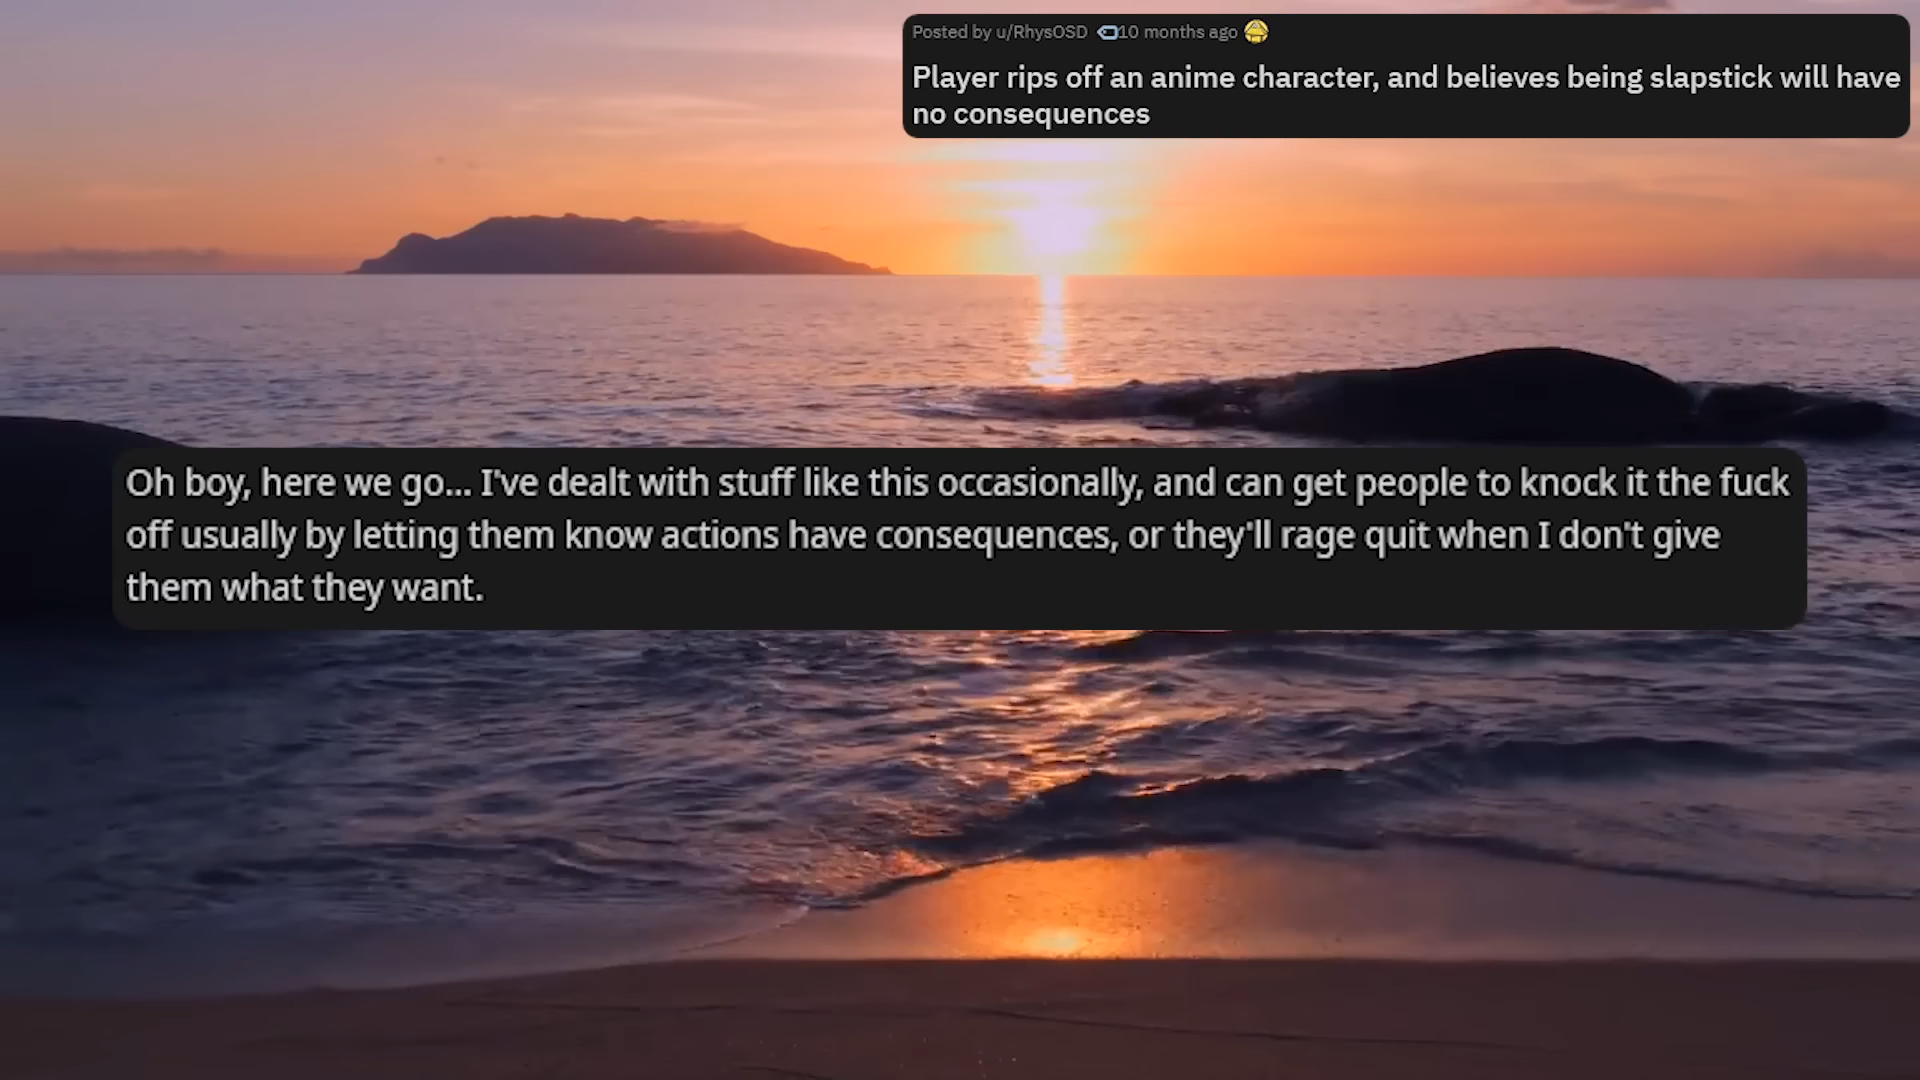 Posted by u/RhysOSD 10 months ago
Player rips off an anime character, and believes being slapstick will have
no consequences
Oh boy, here we go... I've dealt with stuff like this occasionally, and can get people to knock it the fuck
off usually by letting them know actions have consequences, or they'll rage quit when I don't give
them what they want.